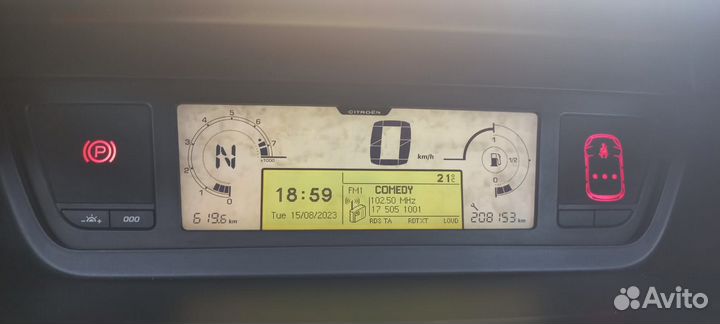 CITROËN
P
0 1 2 3 4 5 6 7
x1000
N
0
km/h
1
1/2
0
21°C
18:59
Tue 15/08/2023
FM1 COMEDY
102.50 MHz
17 505 1001
RDS TA RDTXT LOUD
619.6 km
208153 km
000
Avito